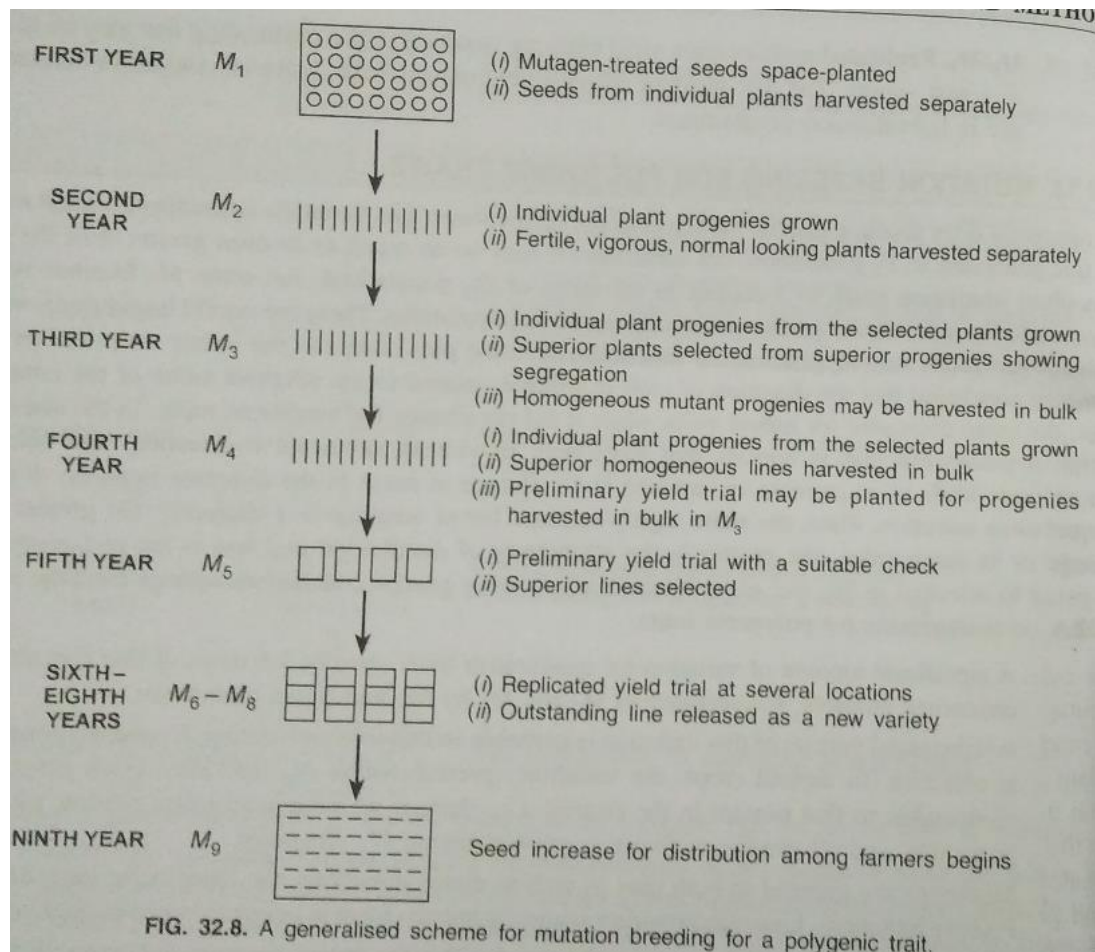 METHO
FIRST YEAR M1
(i) Mutagen-treated seeds space-planted
(ii) Seeds from individual plants harvested separately
SECOND
YEAR
M2
(i) Individual plant progenies grown
(ii) Fertile, vigorous, normal looking plants harvested separately
THIRD YEAR M3
(i) Individual plant progenies from the selected plants grown
(ii) Superior plants selected from superior progenies showing
segregation
(iii) Homogeneous mutant progenies may be harvested in bulk
FOURTH
YEAR
M4
(i) Individual plant progenies from the selected plants grown
(ii) Superior homogeneous lines harvested in bulk
(iii) Preliminary yield trial may be planted for progenies
harvested in bulk in M3
FIFTH YEAR M5
(i) Preliminary yield trial with a suitable check
(ii) Superior lines selected
SIXTH–
EIGHTH
YEARS
M6 – M8
(i) Replicated yield trial at several locations
(ii) Outstanding line released as a new variety
NINTH YEAR M9
Seed increase for distribution among farmers begins
FIG. 32.8. A generalised scheme for mutation breeding for a polygenic trait.